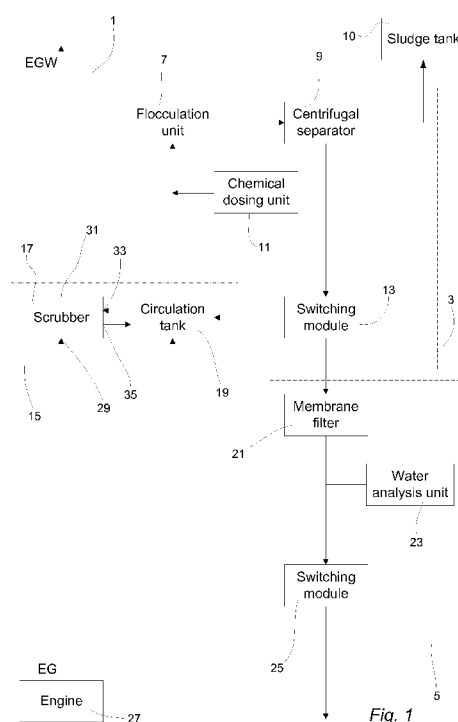 1
10
Sludge tank
EGW
7
9
Flocculation
unit
Centrifugal
separator
Chemical
dosing unit
11
17
31
33
13
3
Scrubber
Circulation
tank
Switching
module
15
29
35
19
Membrane
filter
21
Water
analysis unit
23
Switching
module
25
EG
5
Engine
27
Fig. 1